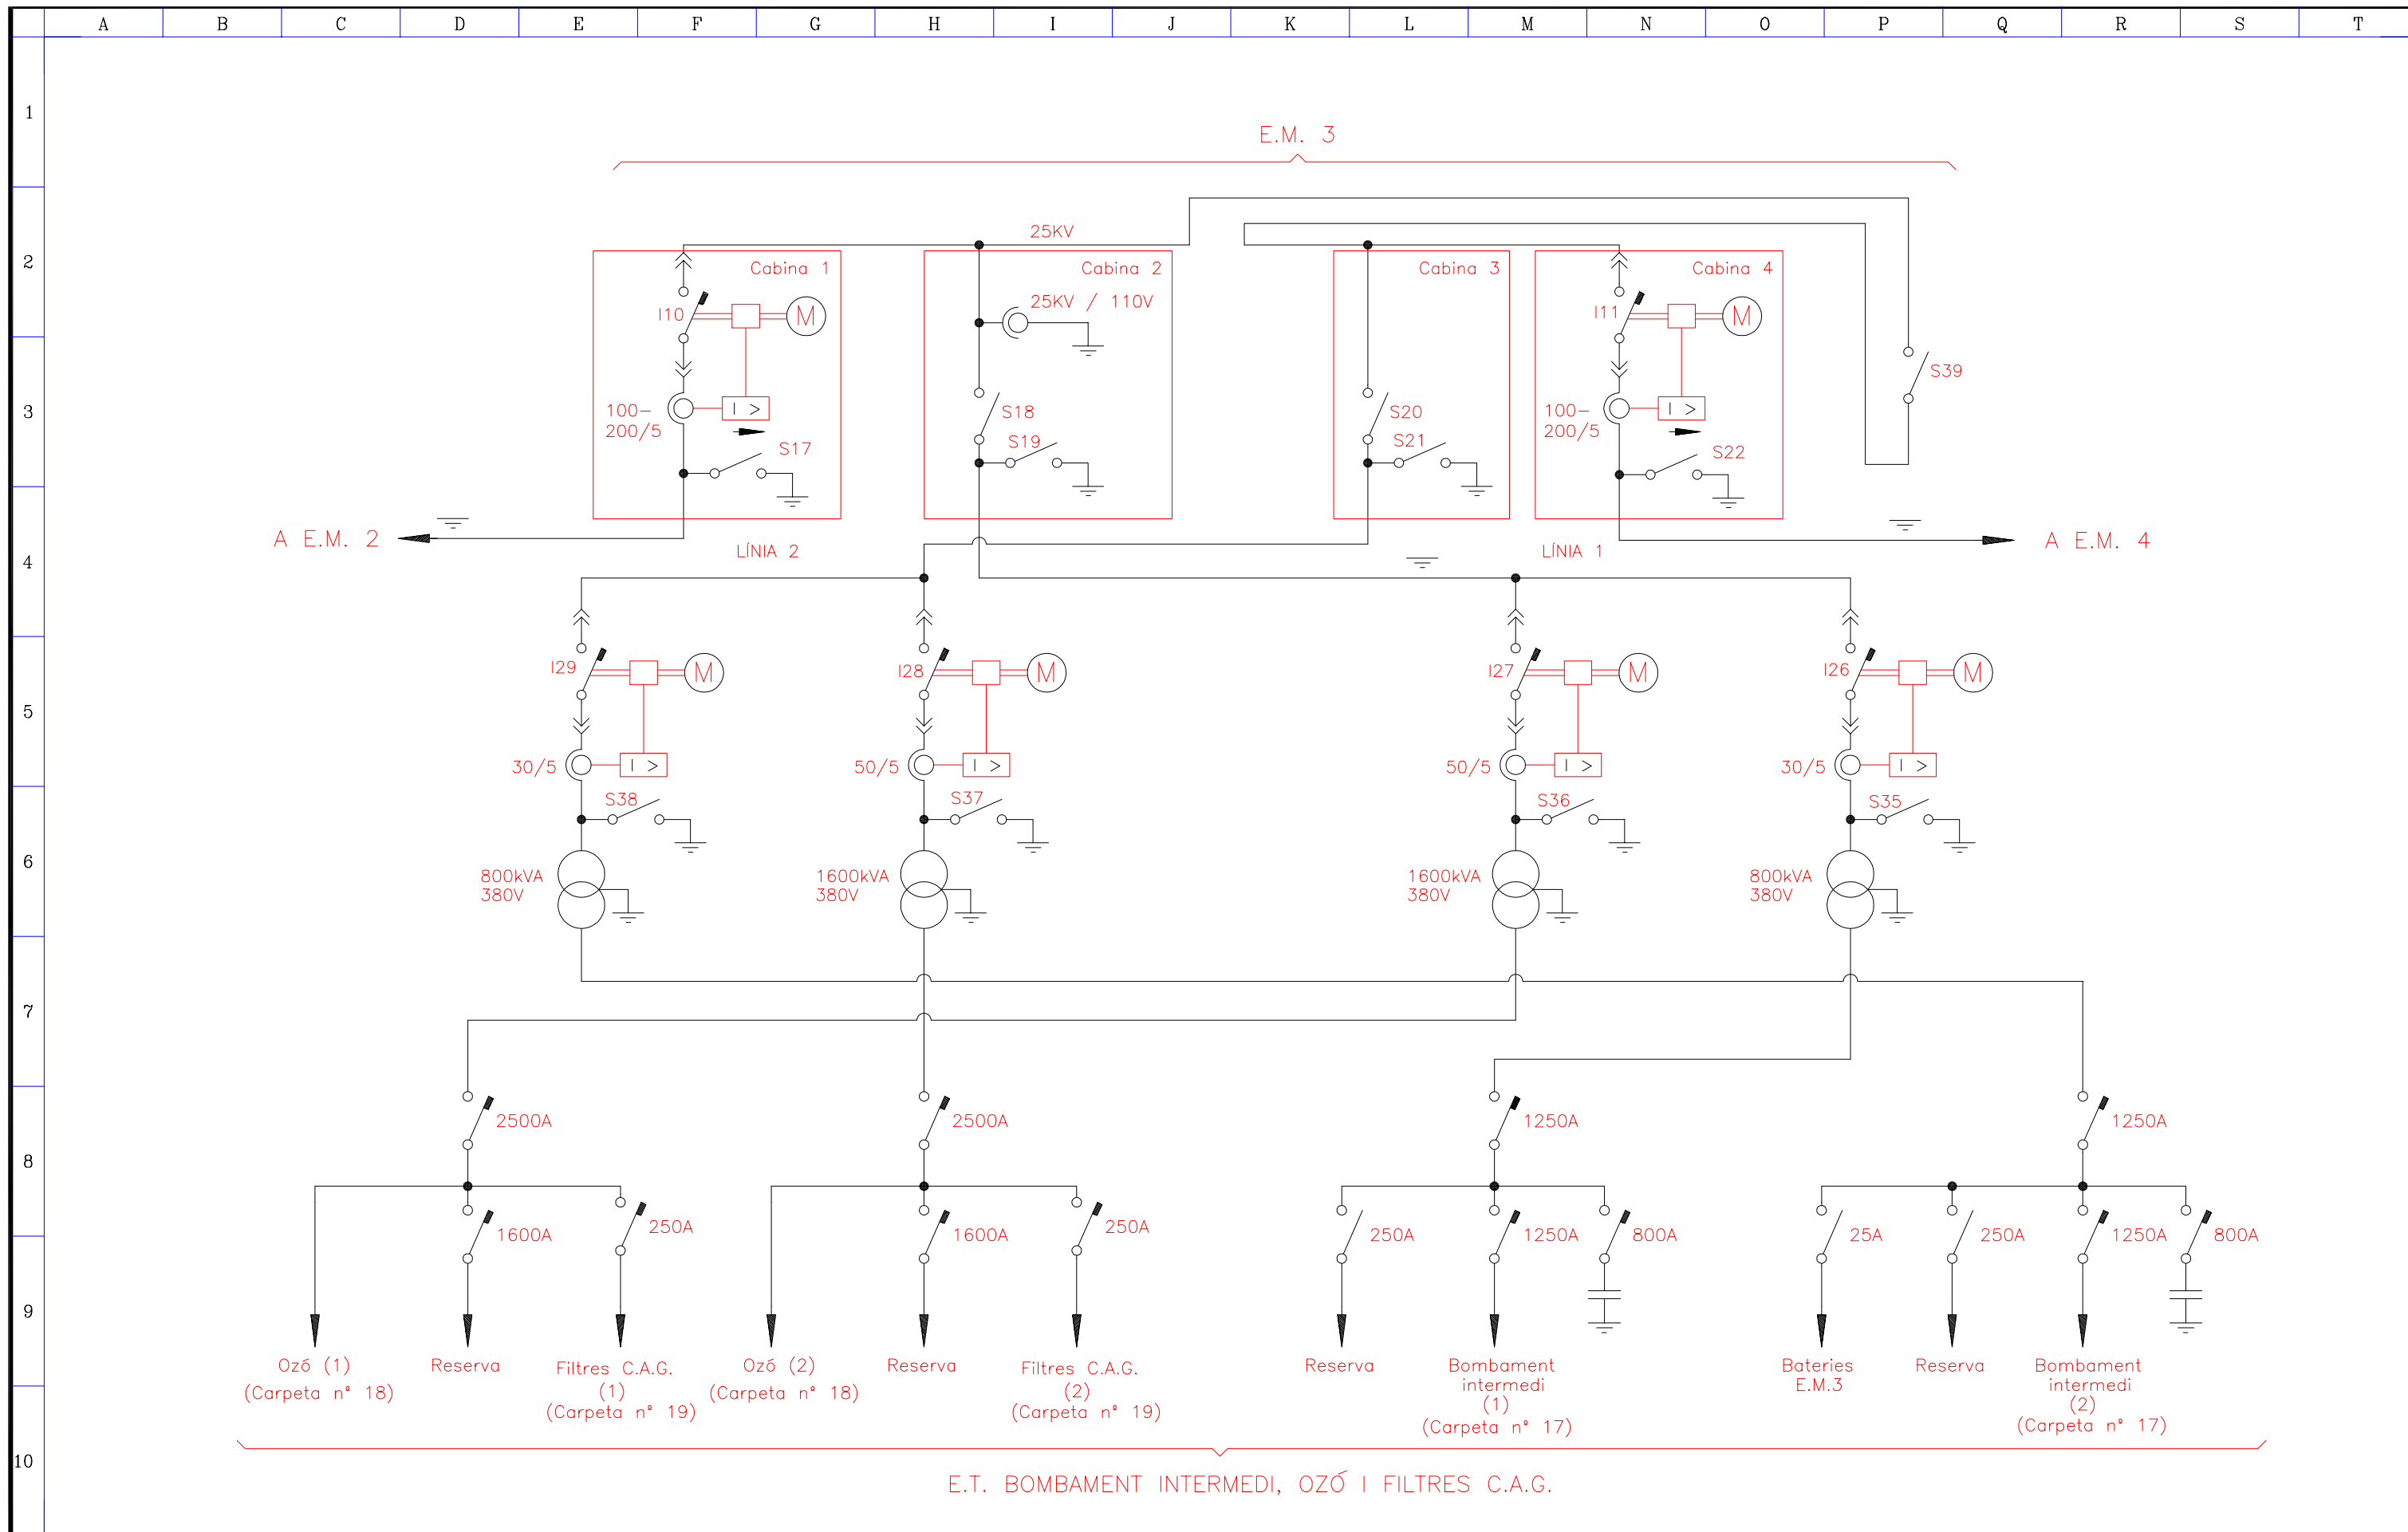 A B C D E F G H I J K L M N O P Q R S T
1
E.M. 3
2
25KV
Cabina 1
Cabina 2
Cabina 3
Cabina 4
I10
M
25KV / 110V
I11
M
3
100-
200/5
I >
S17
S18
S19
S20
S21
100-
200/5
I >
S22
S39
4
A E.M. 2
LÍNIA 2
LÍNIA 1
A E.M. 4
5
I29
M
I28
M
I27
M
I26
M
30/5
I >
50/5
I >
50/5
I >
30/5
I >
6
S38
S37
S36
S35
800kVA
380V
1600kVA
380V
1600kVA
380V
800kVA
380V
7
8
2500A
2500A
1250A
1250A
1600A
250A
1600A
250A
250A
1250A
800A
25A
250A
1250A
800A
9
Ozó (1)
(Carpeta nº 18)
Reserva
Filtres C.A.G.
(1)
(Carpeta nº 19)
Ozó (2)
(Carpeta nº 18)
Reserva
Filtres C.A.G.
(2)
(Carpeta nº 19)
Reserva
Bombament
intermedi
(1)
(Carpeta nº 17)
Bateries
E.M.3
Reserva
Bombament
intermedi
(2)
(Carpeta nº 17)
10
E.T. BOMBAMENT INTERMEDI, OZÓ I FILTRES C.A.G.